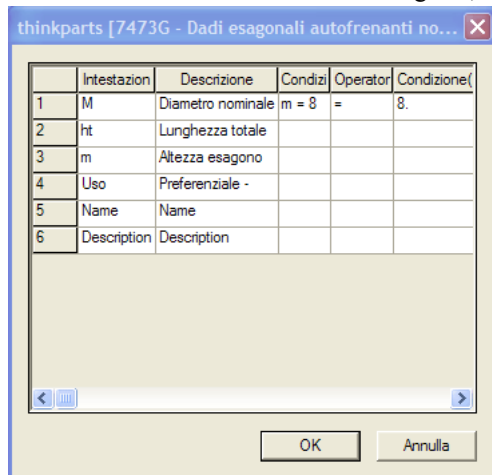 thinkparts [7473G - Dadi esagonali autofrenanti no...
Intestazion Descrizione Condizi Operator Condizione(
1 M Diametro nominale m = 8 = 8.
2 ht Lunghezza totale
3 m Altezza esagono
4 Uso Preferenziale -
5 Name Name
6 Description Description
OK Annulla